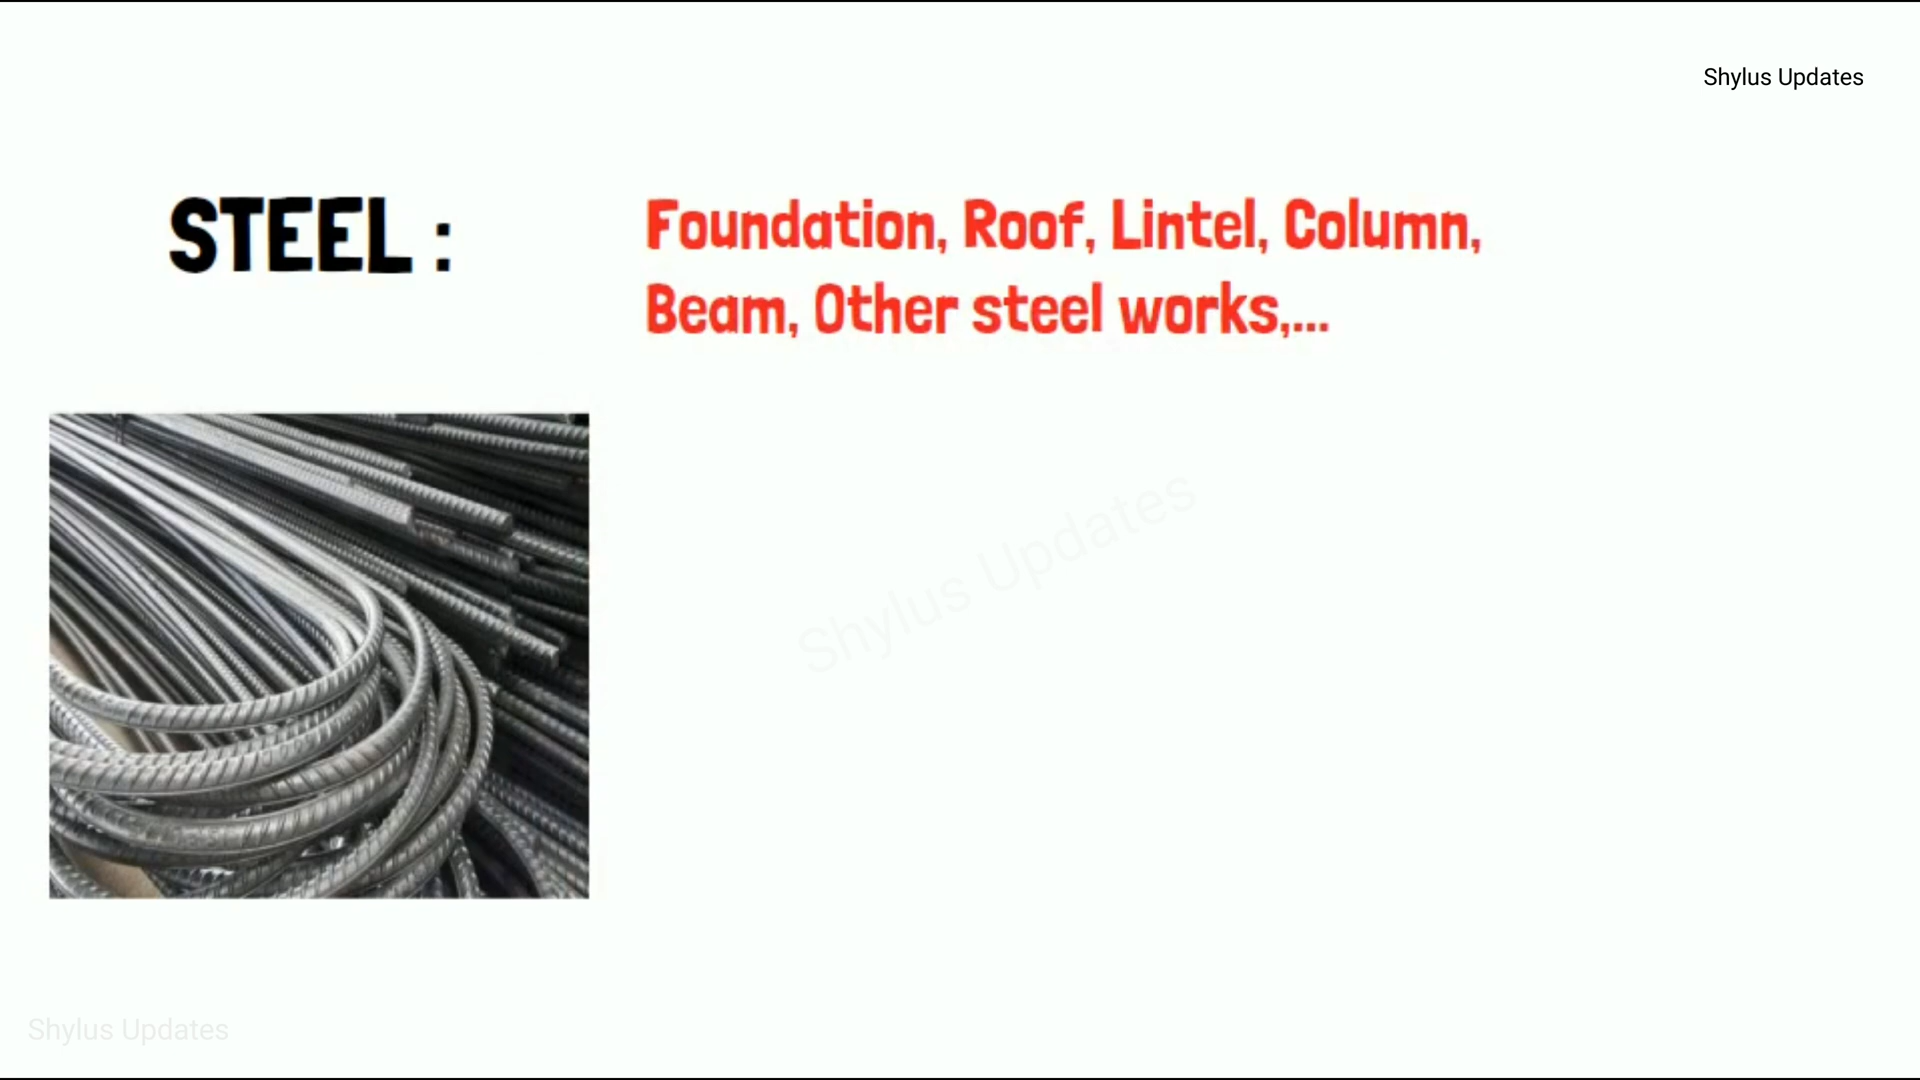 Shylus Updates
STEEL :
Foundation, Roof, Lintel, Column,
Beam, Other steel works,...
Shylus Updates
Shylus Updates